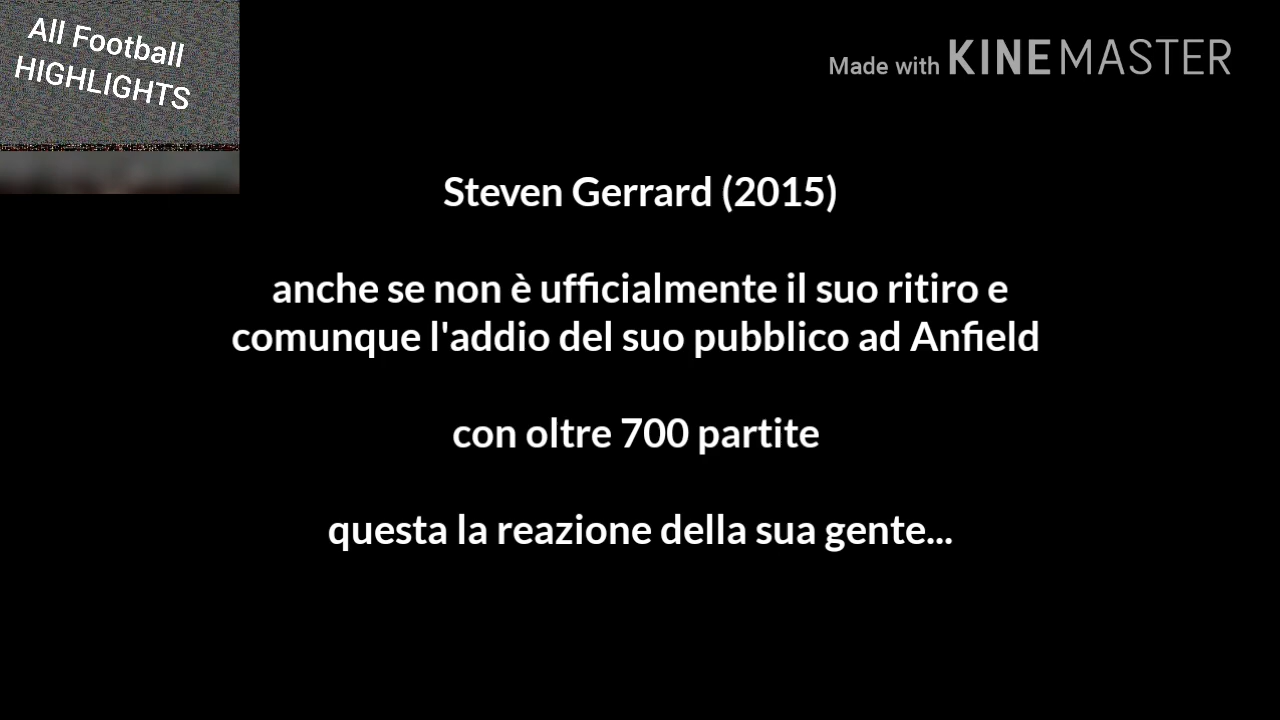 All Football
HIGHLIGHTS
Made with KINEMASTER
Steven Gerrard (2015)
anche se non è ufficialmente il suo ritiro e
comunque l'addio del suo pubblico ad Anfield
con oltre 700 partite
questa la reazione della sua gente...